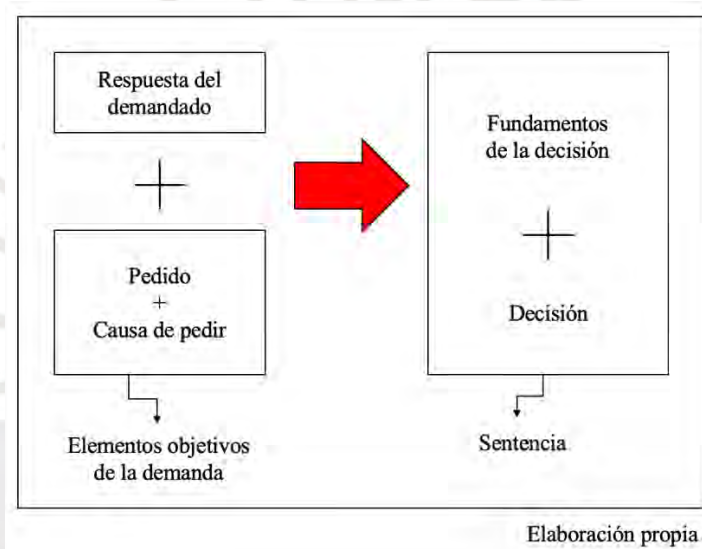 Respuesta del
demandado
+
Pedido
+
Causa de pedir
Elementos objetivos
de la demanda
Fundamentos
de la decisión
+
Decisión
Sentencia
Elaboración propia